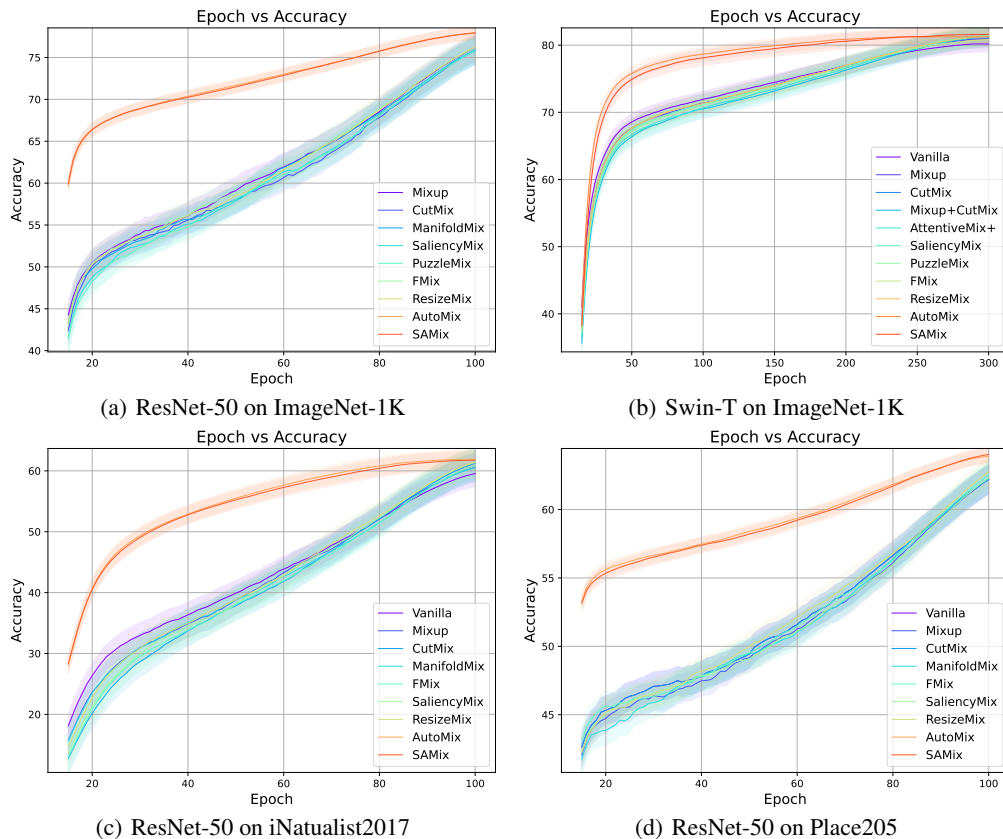 Epoch vs Accuracy
Accuracy
75
70
65
60
55
50
45
40
20
40
60
80
100
Epoch
Mixup
CutMix
ManifoldMix
SaliencyMix
PuzzleMix
FMix
ResizeMix
AutoMix
SAMix
(a) ResNet-50 on ImageNet-1K
Epoch vs Accuracy
Accuracy
80
70
60
50
40
50
100
150
200
250
300
Epoch
Vanilla
Mixup
CutMix
Mixup+CutMix
AttentiveMix+
SaliencyMix
PuzzleMix
FMix
ResizeMix
AutoMix
SAMix
(b) Swin-T on ImageNet-1K
Epoch vs Accuracy
Accuracy
60
50
40
30
20
20
40
60
80
100
Epoch
Vanilla
Mixup
CutMix
ManifoldMix
FMix
SaliencyMix
ResizeMix
AutoMix
SAMix
(c) ResNet-50 on iNatualist2017
Epoch vs Accuracy
Accuracy
60
55
50
45
20
40
60
80
100
Epoch
Vanilla
Mixup
CutMix
ManifoldMix
FMix
SaliencyMix
ResizeMix
AutoMix
SAMix
(d) ResNet-50 on Place205